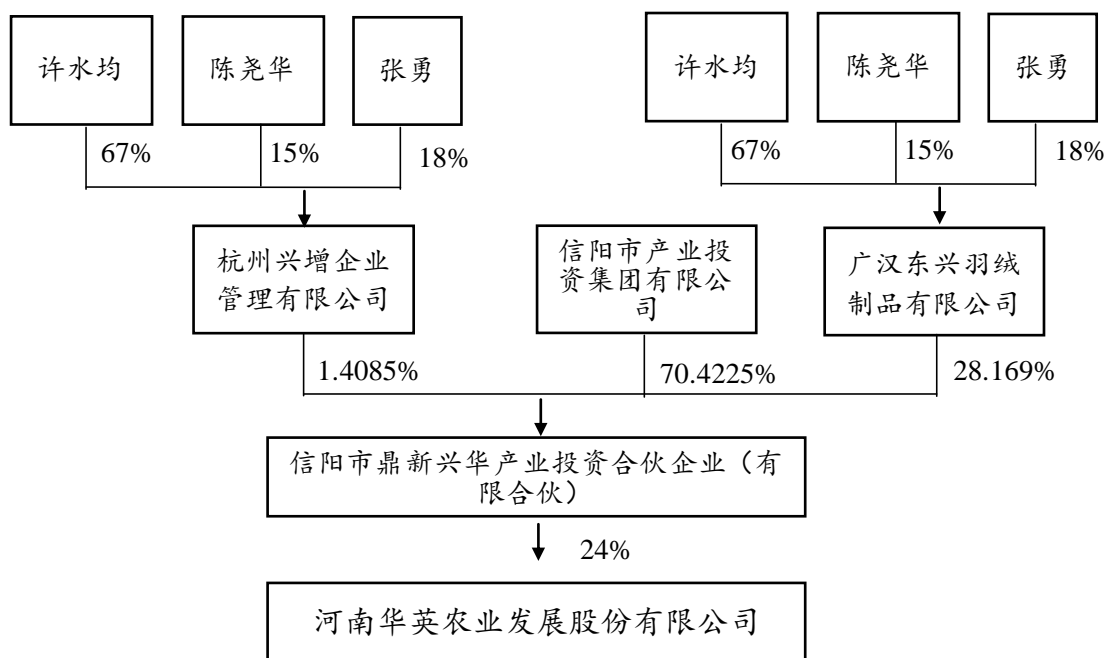 许水均 陈尧华 张勇 许水均 陈尧华 张勇
67% 15% 18% 67% 15% 18%
杭州兴增企业
管理有限公司
信阳市产业投
资集团有限公
司
广汉东兴羽绒
制品有限公司
1.4085% 70.4225% 28.169%
信阳市鼎新兴华产业投资合伙企业（有
限合伙）
24%
河南华英农业发展股份有限公司